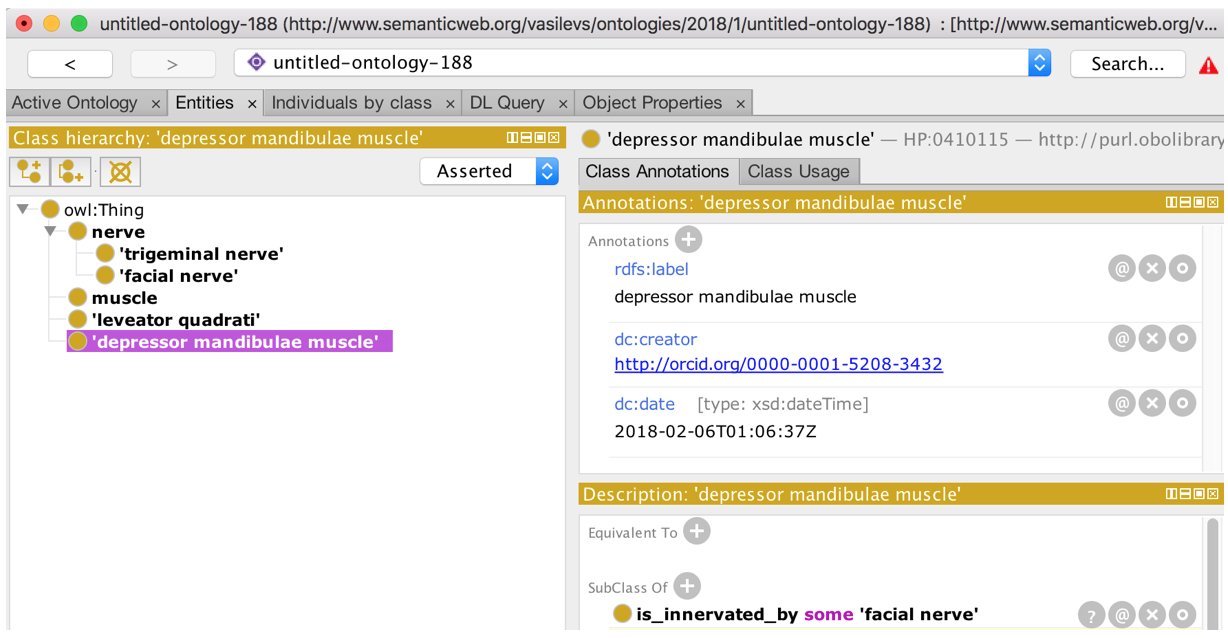 untitled-ontology-188 (http://www.semanticweb.org/vasilevs/ontologies/2018/1/untitled-ontology-188) : [http://www.semanticweb.org/v...
< > untitled-ontology-188 Search...
Active Ontology × Entities × Individuals by class × DL Query × Object Properties ×
Class hierarchy: 'depressor mandibulae muscle'
Asserted
owl:Thing
nerve
'trigeminal nerve'
'facial nerve'
muscle
'leveator quadrati'
'depressor mandibulae muscle'
'depressor mandibulae muscle' — HP:0410115 — http://purl.obolibrary
Class Annotations Class Usage
Annotations: 'depressor mandibulae muscle'
Annotations
rdfs:label
depressor mandibulae muscle
dc:creator
http://orcid.org/0000-0001-5208-3432
dc:date [type: xsd:dateTime]
2018-02-06T01:06:37Z
Description: 'depressor mandibulae muscle'
Equivalent To
SubClass Of
is_innervated_by some 'facial nerve'